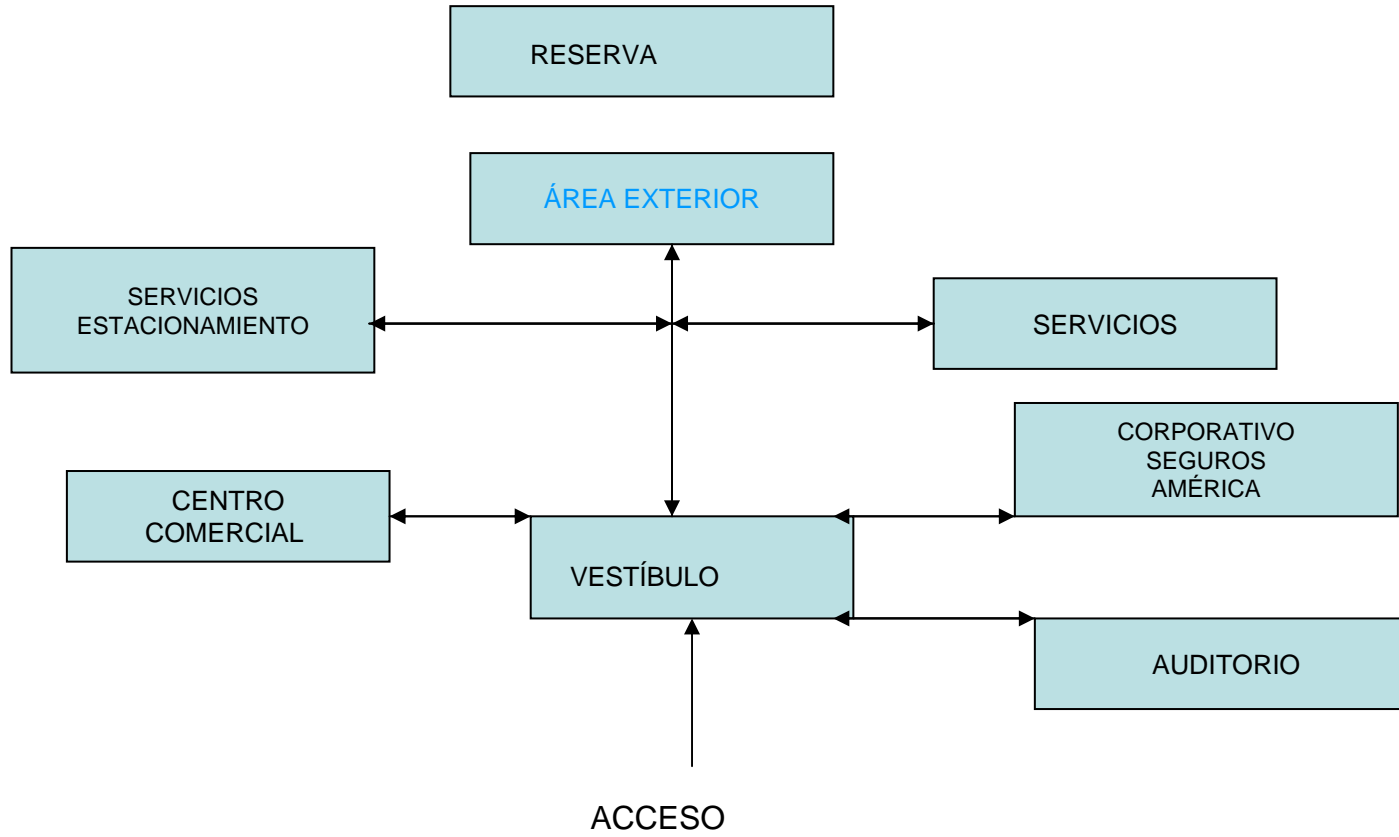 RESERVA
ÁREA EXTERIOR
SERVICIOS
ESTACIONAMIENTO
SERVICIOS
CORPORATIVO
SEGUROS
AMÉRICA
CENTRO
COMERCIAL
VESTÍBULO
AUDITORIO
ACCESO